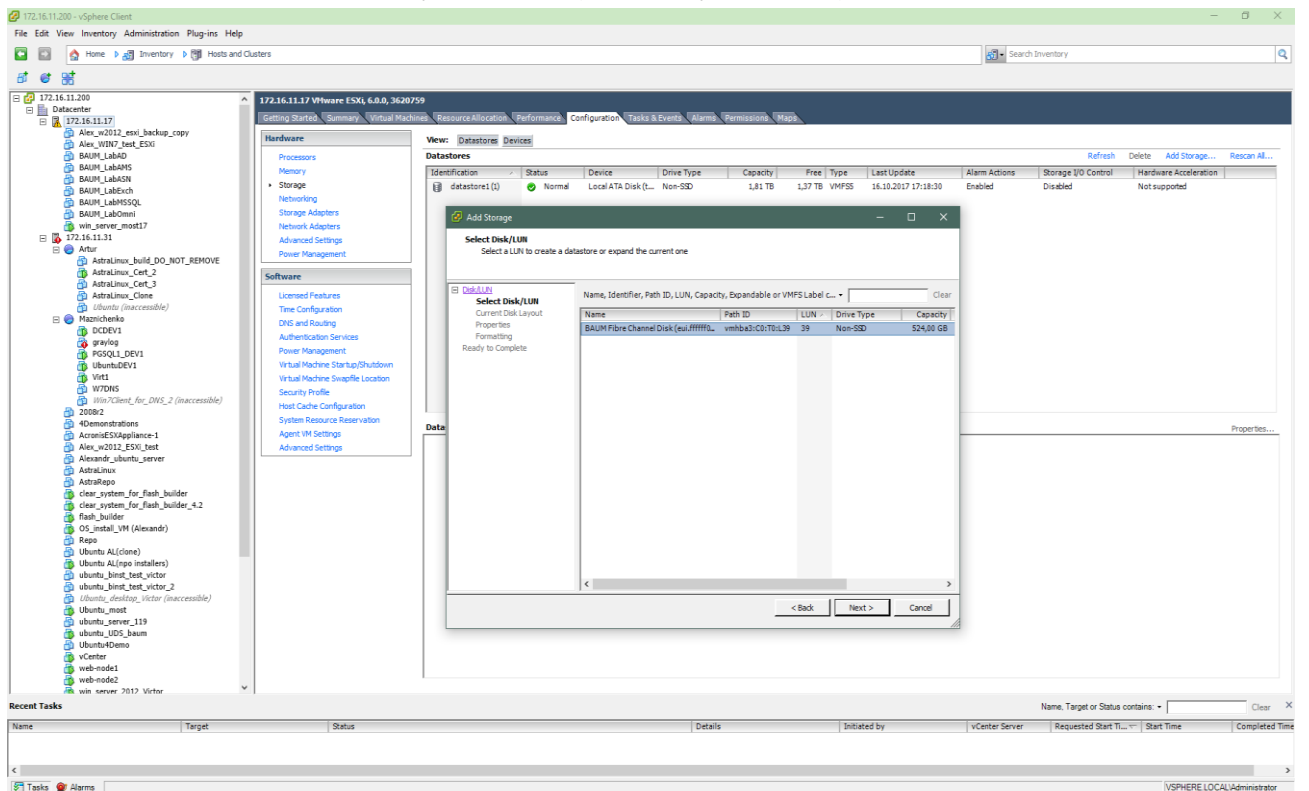 172.16.11.200 - vSphere Client
File Edit View Inventory Administration Plug-ins Help
Home Inventory Hosts and Clusters
Search Inventory
172.16.11.200
Datacenter
172.16.11.17
Alex_w2012_esxi_backup_copy
Alex_WIN7_test_ESXi
BAUM_LabAD
BAUM_LabAMS
BAUM_LabASN
BAUM_LabExch
BAUM_LabMSSQL
BAUM_LabOmni
win_server_most17
172.16.11.31
Artur
AstraLinux_build_DO_NOT_REMOVE
AstraLinux_Cert_2
AstraLinux_Cert_3
AstraLinux_Clone
Ubuntu (inaccessible)
Maznichenko
DCDEV1
graylog
PGSQL1_DEV1
UbuntuDEV1
Virt1
W7DNS
Win7Client_for_DNS_2 (inaccessible)
2008r2
4Demonstrations
AcronisESXAppliance-1
Alex_w2012_ESXi_test
Alexandr_ubuntu_server
AstraLinux
AstraRepo
clear_system_for_flash_builder
clear_system_for_flash_builder_4.2
flash_builder
OS_install_VM (Alexandr)
Repo
Ubuntu AL(clone)
Ubuntu AL(npo installers)
ubuntu_binst_test_victor
ubuntu_binst_test_victor_2
Ubuntu_desktop_Victor (inaccessible)
Ubuntu_most
ubuntu_server_119
ubuntu_UDS_baum
Ubuntu4Demo
vCenter
web-node1
web-node2
win_server_2012_Victor
172.16.11.17 VMware ESXi, 6.0.0, 3620759
Getting Started Summary Virtual Machines Resource Allocation Performance Configuration Tasks & Events Alarms Permissions Maps
Hardware
Processors
Memory
Storage
Networking
Storage Adapters
Network Adapters
Advanced Settings
Power Management
Software
Licensed Features
Time Configuration
DNS and Routing
Authentication Services
Power Management
Virtual Machine Startup/Shutdown
Virtual Machine Swapfile Location
Security Profile
Host Cache Configuration
System Resource Reservation
Agent VM Settings
Advanced Settings
View: Datastores Devices
Datastores Refresh Delete Add Storage... Rescan All...
Identification Status Device Drive Type Capacity Free Type Last Update Alarm Actions Storage I/O Control Hardware Acceleration
datastore1 (1) Normal Local ATA Disk (t... Non-SSD 1,81 TB 1,37 TB VMFS5 16.10.2017 17:18:30 Enabled Disabled Not supported
Data
Properties...
Add Storage
Select Disk/LUN
Select a LUN to create a datastore or expand the current one
Disk/LUN
Select Disk/LUN
Current Disk Layout
Properties
Formatting
Ready to Complete
Name, Identifier, Path ID, LUN, Capacity, Expandable or VMFS Label c... Clear
Name Path ID LUN Drive Type Capacity
BAUM Fibre Channel Disk (eui.ffffff0... vmhba3:C0:T0:L39 39 Non-SSD 524,00 GB
< Back Next > Cancel
Recent Tasks
Name, Target or Status contains: Clear
Name Target Status Details Initiated by vCenter Server Requested Start Ti... Start Time Completed Time
Tasks Alarms
VSPHERE.LOCAL\Administrator